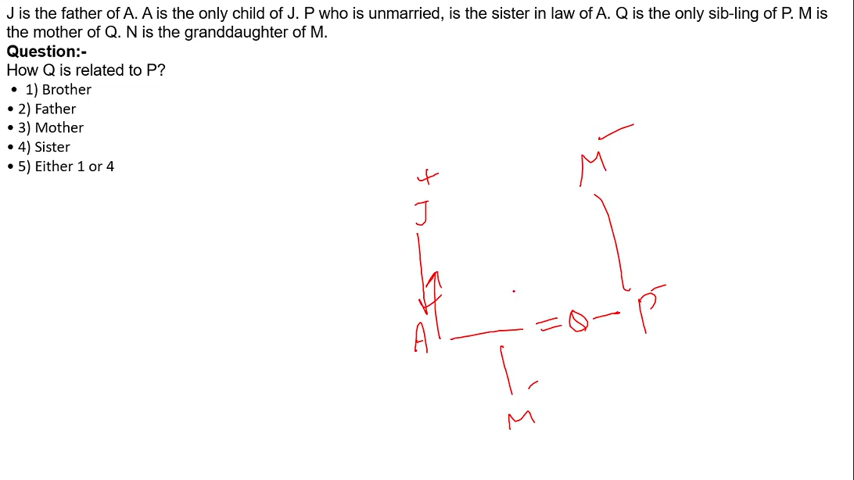 J is the father of A. A is the only child of J. P who is unmarried, is the sister in law of A. Q is the only sib-ling of P. M is
the mother of Q. N is the granddaughter of M.
Question:-
How Q is related to P?
• 1) Brother
• 2) Father
• 3) Mother
• 4) Sister
• 5) Either 1 or 4
+ M -
J
A = Q - P -
M -